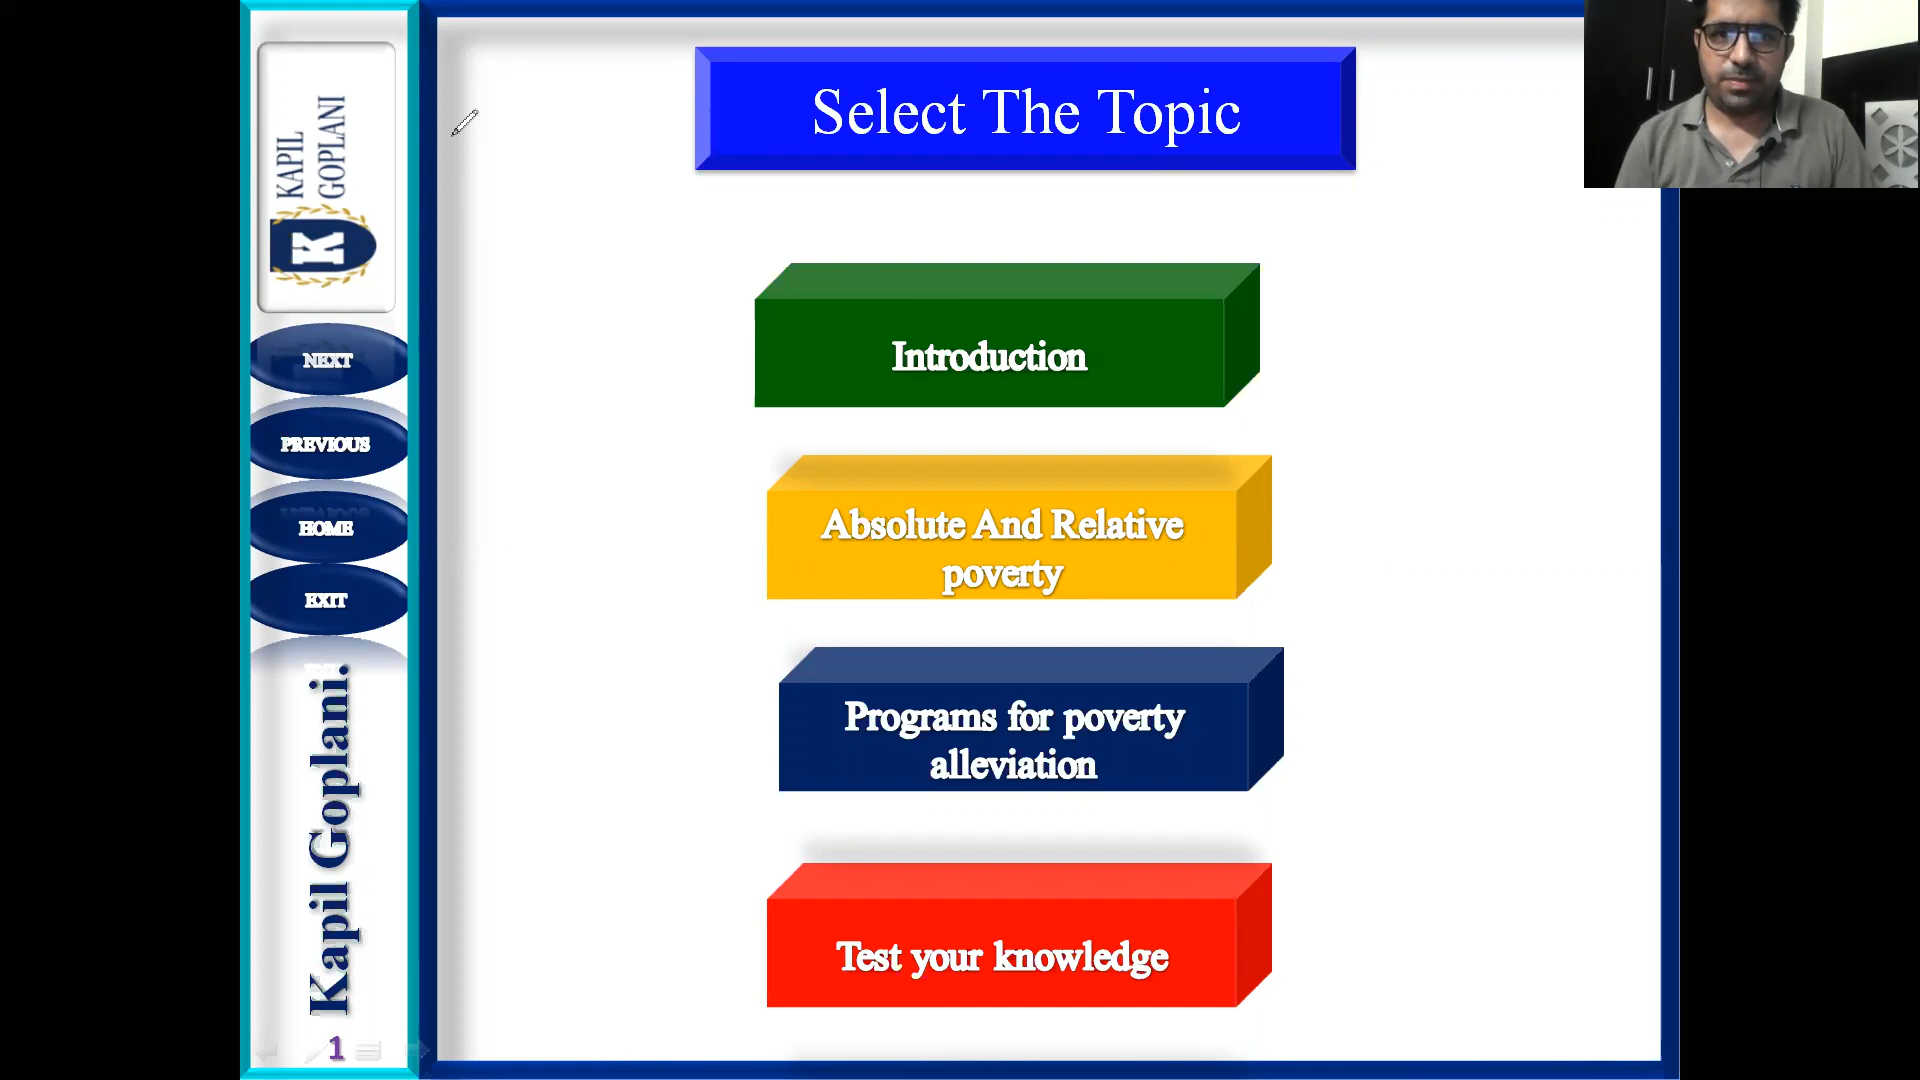 KAPIL
GOPLANI
K
NEXT
PREVIOUS
HOME
EXIT
Kapil Goplani.
1
Select The Topic
Introduction
Absolute And Relative
poverty
Programs for poverty
alleviation
Test your knowledge